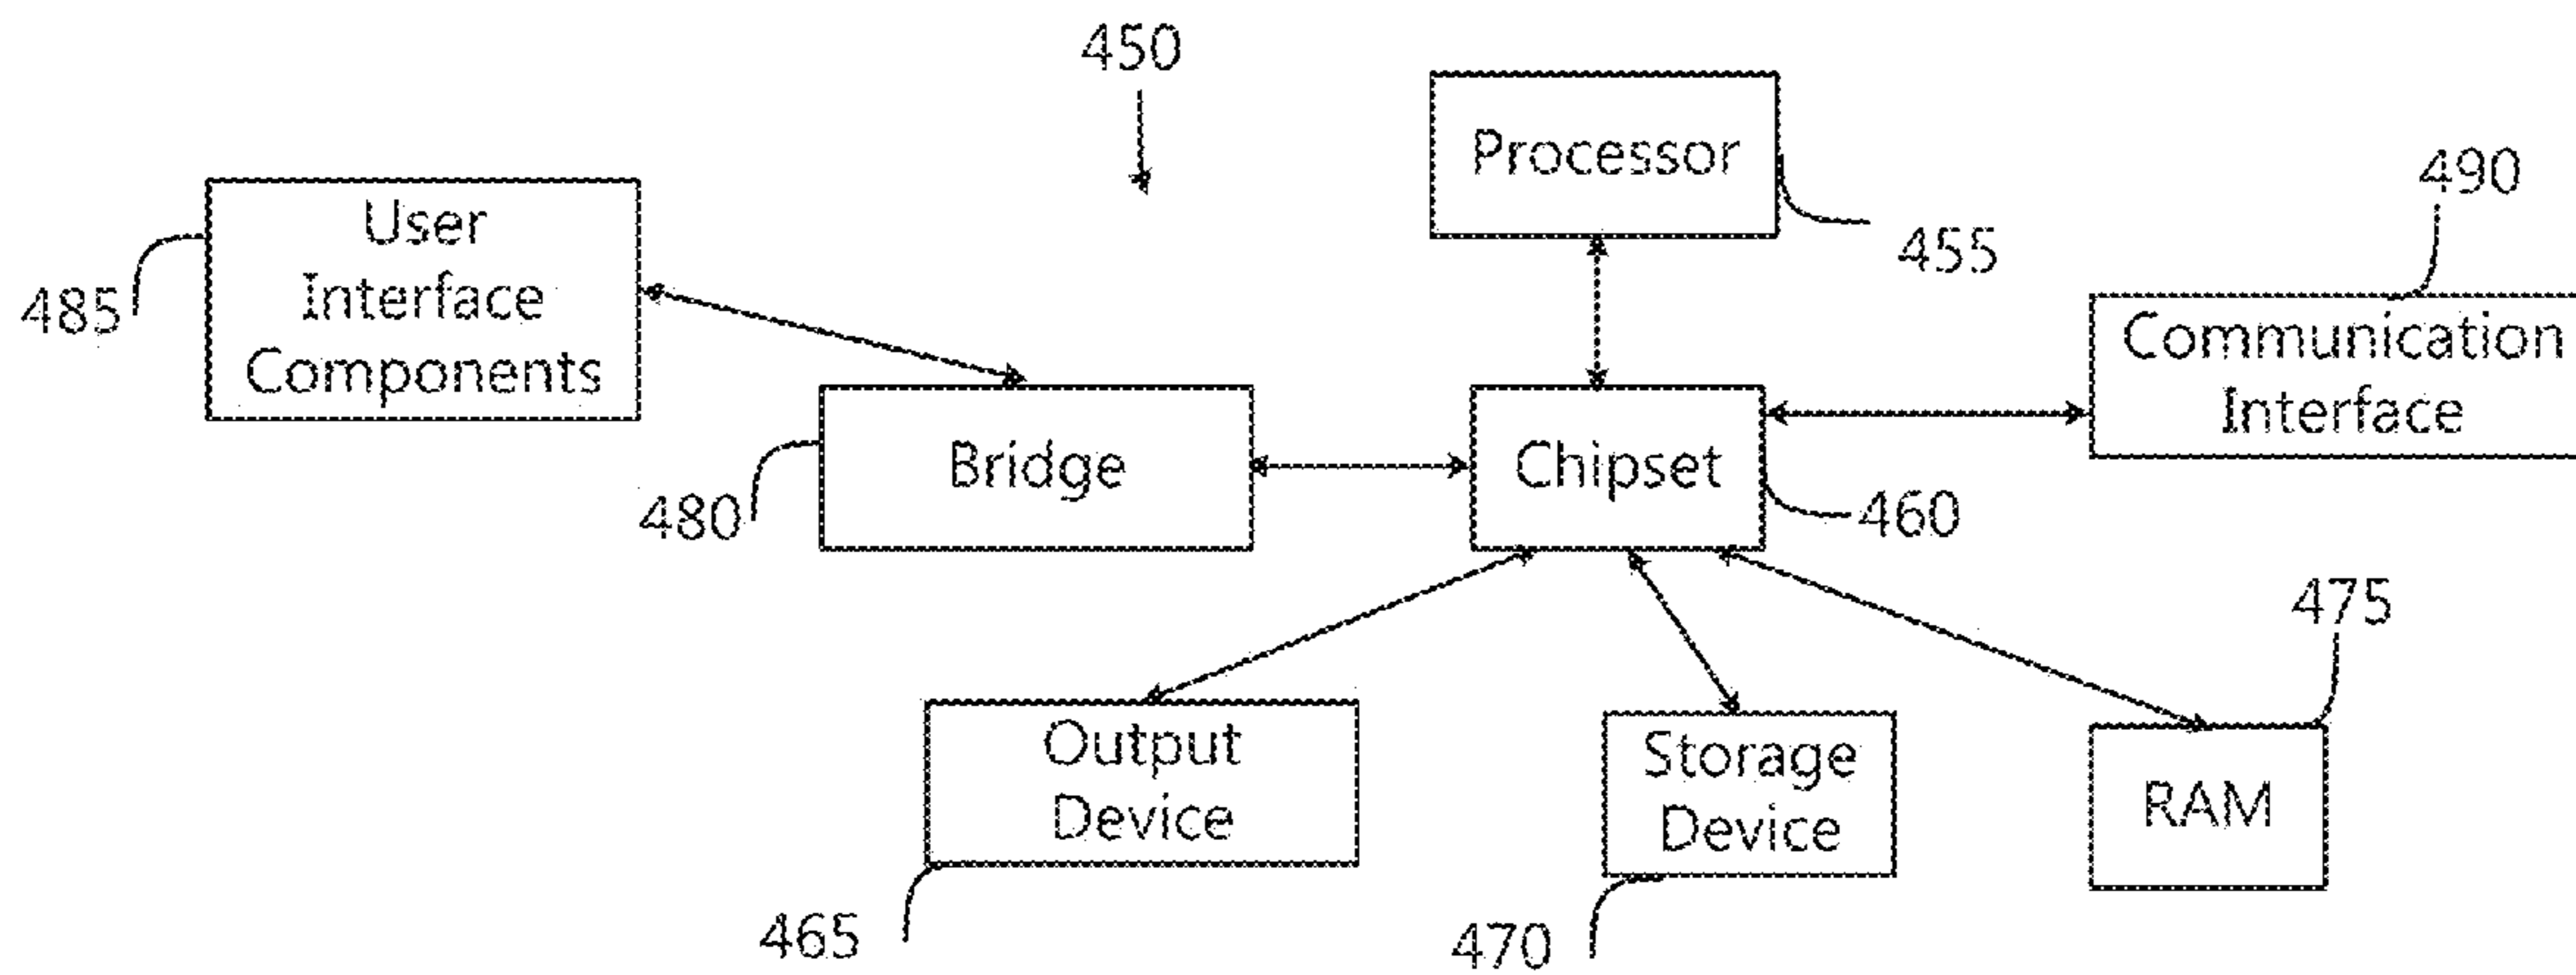 450
Processor
490
User
Interface
Components
455
485
Communication
Interface
Bridge
Chipset
480
460
475
Output
Device
Storage
Device
RAM
465
470